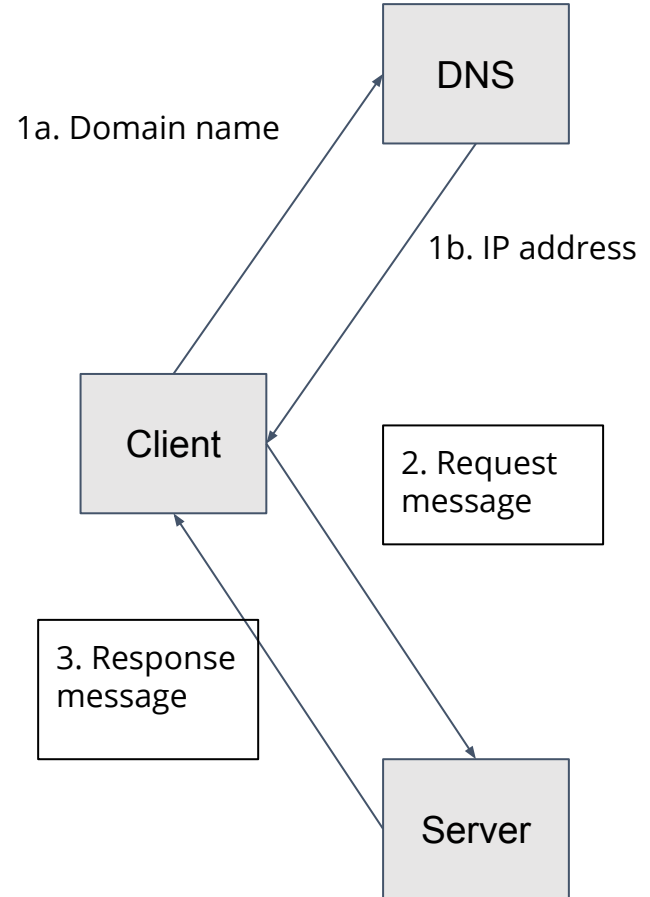 DNS
1a. Domain name
1b. IP address
Client
2. Request
message
3. Response
message
Server